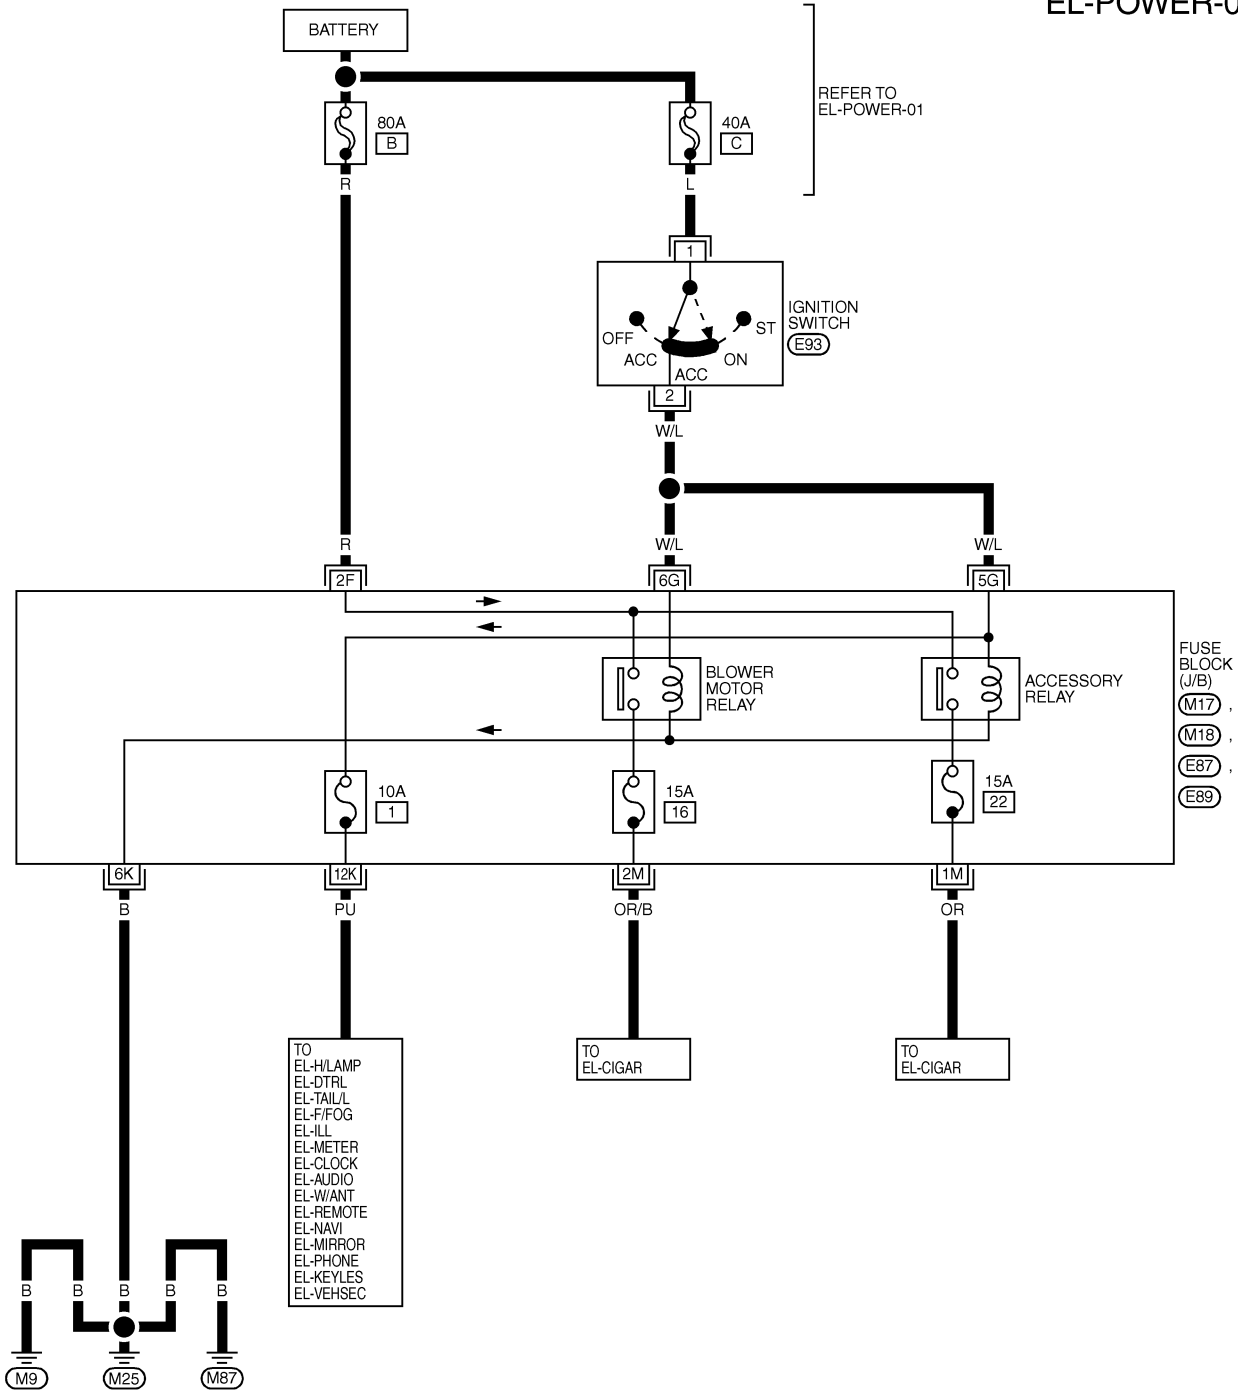 EL-POWER-0
BATTERY
REFER TO
EL-POWER-01
80A
B
40A
C
R
L
1
IGNITION
SWITCH
E93
OFF
ST
ACC
ON
ACC
2
W/L
R
W/L
W/L
2F
6G
5G
BLOWER
MOTOR
RELAY
ACCESSORY
RELAY
FUSE
BLOCK
(J/B)
M17 ,
M18 ,
E87 ,
E89
10A
1
15A
16
15A
22
6K
12K
2M
1M
B
PU
OR/B
OR
TO
EL-H/LAMP
EL-DTRL
EL-TAIL/L
EL-F/FOG
EL-ILL
EL-METER
EL-CLOCK
EL-AUDIO
EL-W/ANT
EL-REMOTE
EL-NAVI
EL-MIRROR
EL-PHONE
EL-KEYLES
EL-VEHSEC
TO
EL-CIGAR
TO
EL-CIGAR
B
B
B
B
B
M9
M25
M87